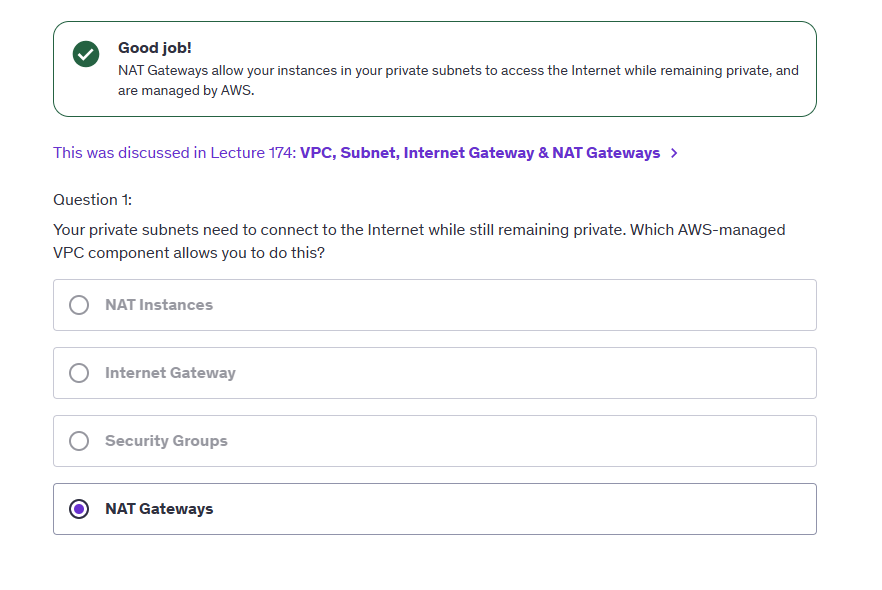 Good job!
NAT Gateways allow your instances in your private subnets to access the Internet while remaining private, and
are managed by AWS.
This was discussed in Lecture 174: VPC, Subnet, Internet Gateway & NAT Gateways >
Question 1:
Your private subnets need to connect to the Internet while still remaining private. Which AWS-managed
VPC component allows you to do this?
NAT Instances
Internet Gateway
Security Groups
NAT Gateways